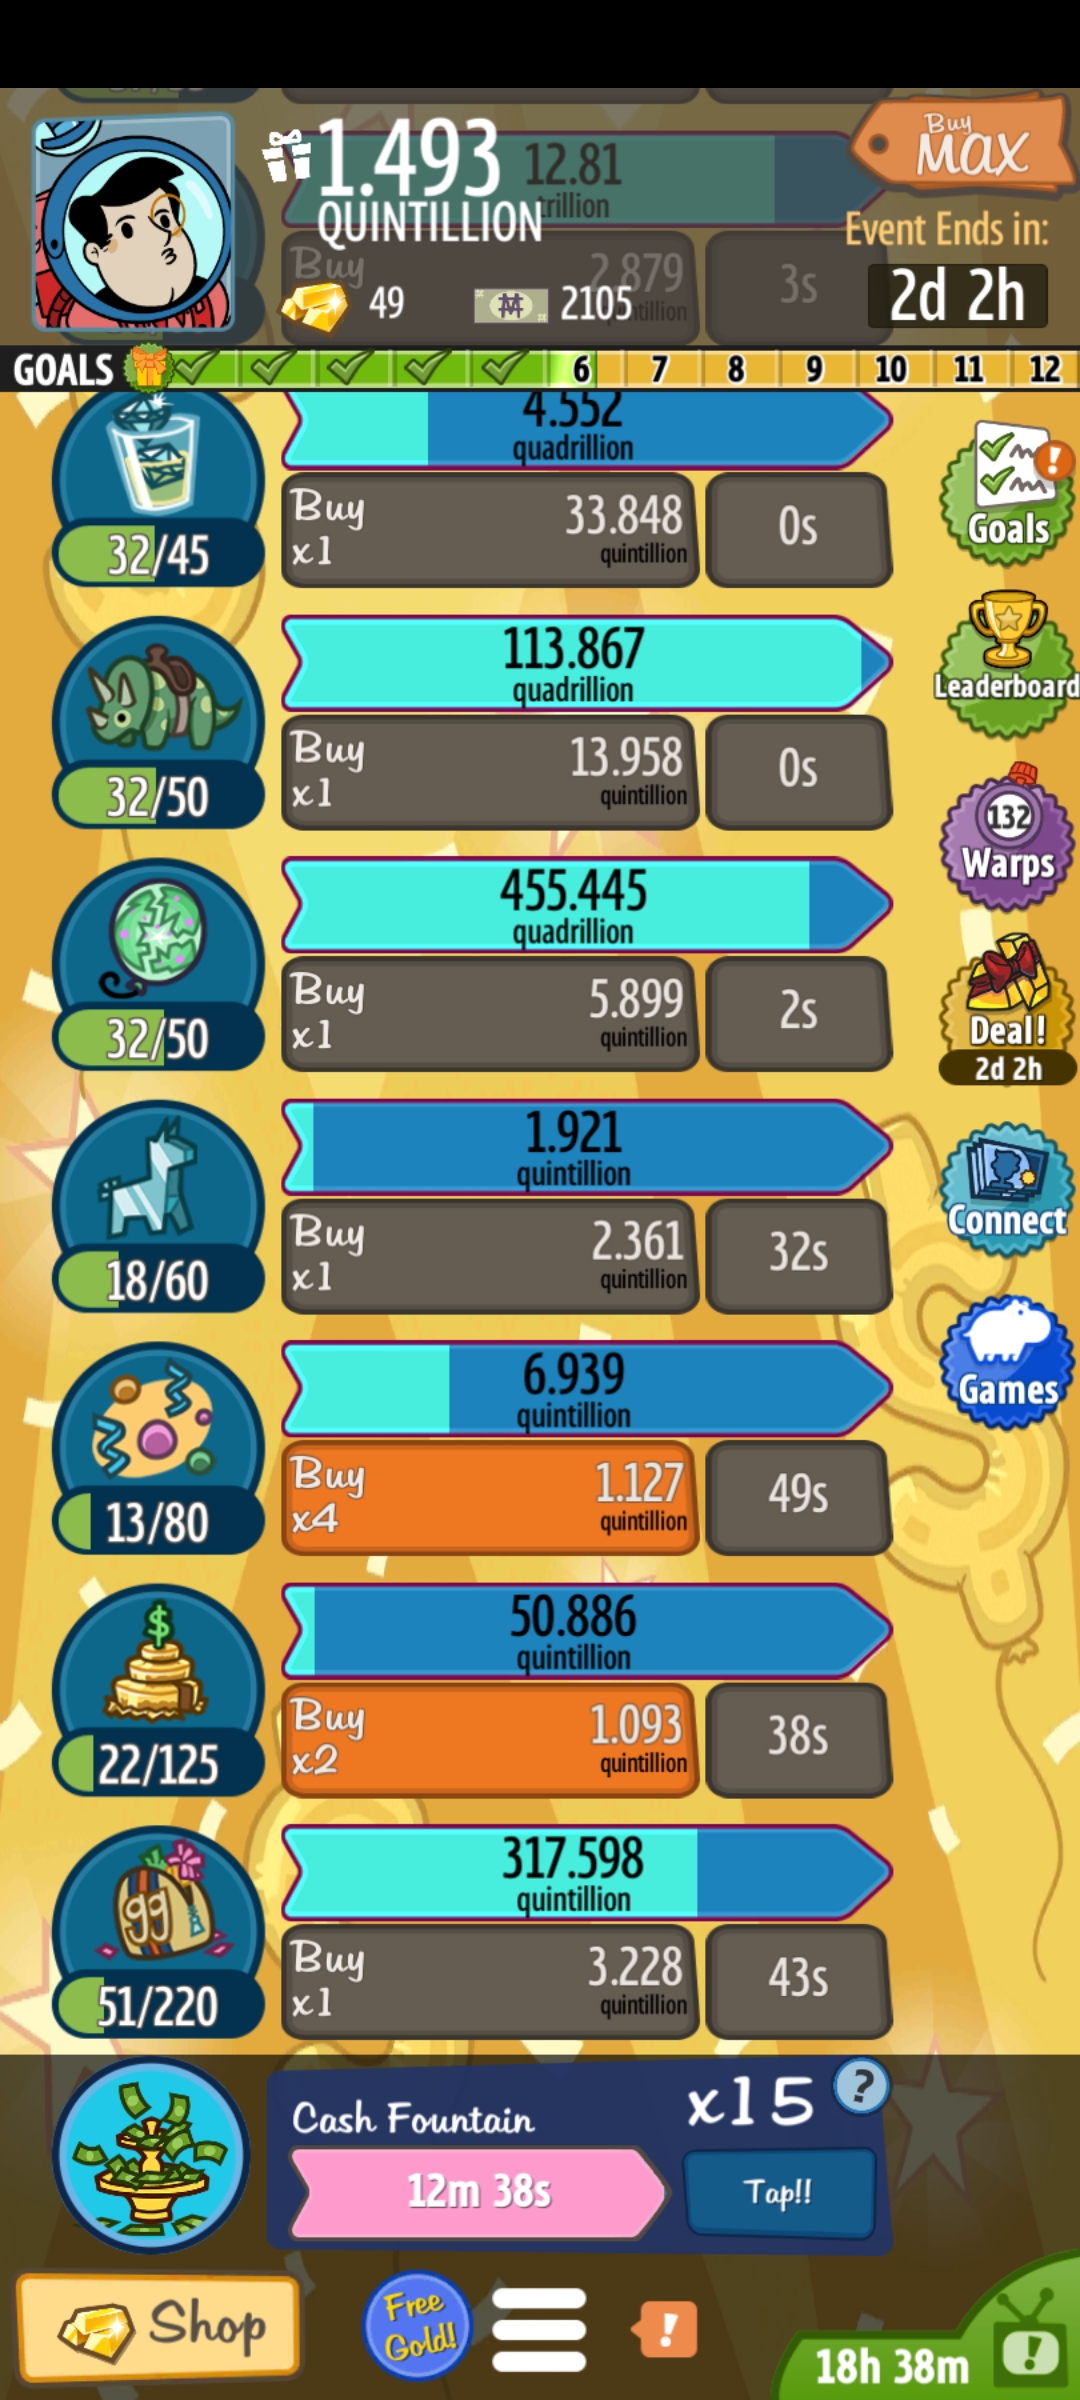 1.493
QUINTILLION
12.81
trillion
Buy
MAX
Event Ends in:
2d 2h
49
2105
Buy
2.879
3s
GOALS
6 7 8 9 10 11 12
4.552
quadrillion
32/45
Buy
x1
33.848
quintillion
0s
Goals
113.867
quadrillion
32/50
Buy
x1
13.958
quintillion
0s
Leaderboard
455.445
quadrillion
32/50
Buy
x1
5.899
quintillion
2s
132
Warps
Deal!
2d 2h
1.921
quintillion
18/60
Buy
x1
2.361
quintillion
32s
Connect
6.939
quintillion
13/80
Buy
x4
1.127
quintillion
49s
Games
50.886
quintillion
$
22/125
Buy
x2
1.093
quintillion
38s
317.598
quintillion
99
51/220
Buy
x1
3.228
quintillion
43s
Cash Fountain
x15
?
12m 38s
Tap!!
Shop
Free
Gold!
!
18h 38m
!